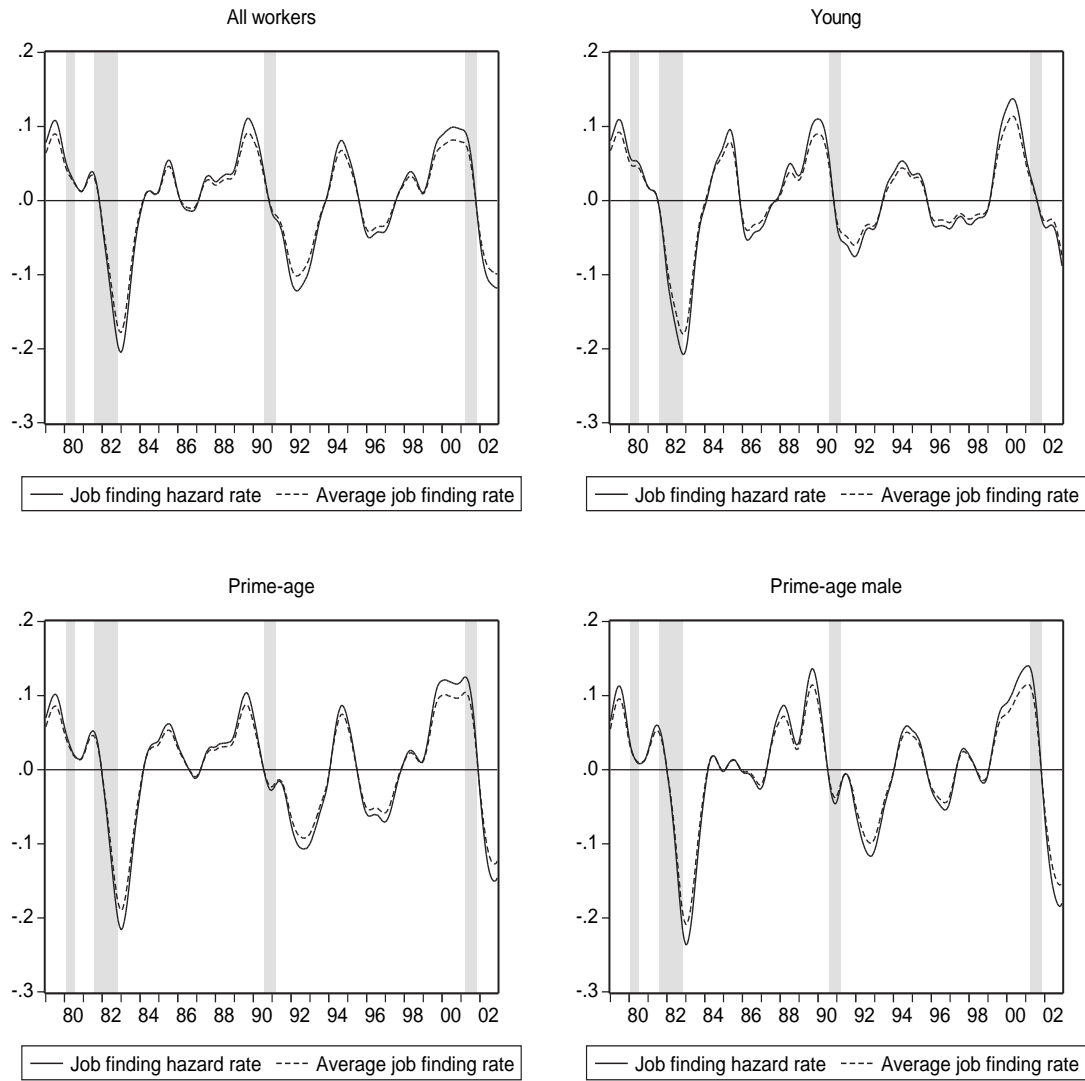 All workers
.2
.1
.0
-.1
-.2
-.3
80 82 84 86 88 90 92 94 96 98 00 02
Job finding hazard rate Average job finding rate
Young
.2
.1
.0
-.1
-.2
-.3
80 82 84 86 88 90 92 94 96 98 00 02
Job finding hazard rate Average job finding rate
Prime-age
.2
.1
.0
-.1
-.2
-.3
80 82 84 86 88 90 92 94 96 98 00 02
Job finding hazard rate Average job finding rate
Prime-age male
.2
.1
.0
-.1
-.2
-.3
80 82 84 86 88 90 92 94 96 98 00 02
Job finding hazard rate Average job finding rate